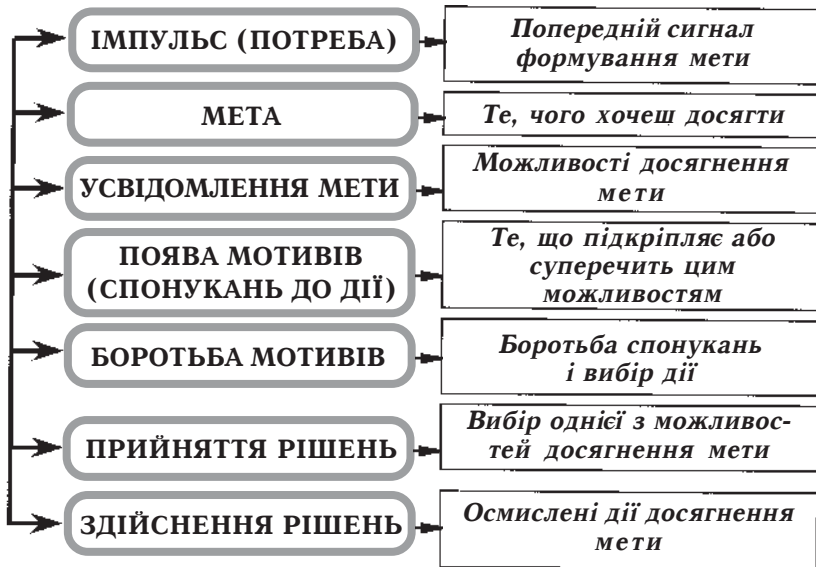 ІМПУЛЬС (ПОТРЕБА)
Попередній сигнал
формування мети
МЕТА
Те, чого хочеш досягти
УСВІДОМЛЕННЯ МЕТИ
Можливості досягнення
мети
ПОЯВА МОТИВІВ
(СПОНУКАНЬ ДО ДІЇ)
Те, що підкріпляє або
суперечить цим
можливостям
БОРОТЬБА МОТИВІВ
Боротьба спонукань
і вибір дії
ПРИЙНЯТТЯ РІШЕНЬ
Вибір однієї з можливос-
тей досягнення мети
ЗДІЙСНЕННЯ РІШЕНЬ
Осмислені дії досягнення
мети